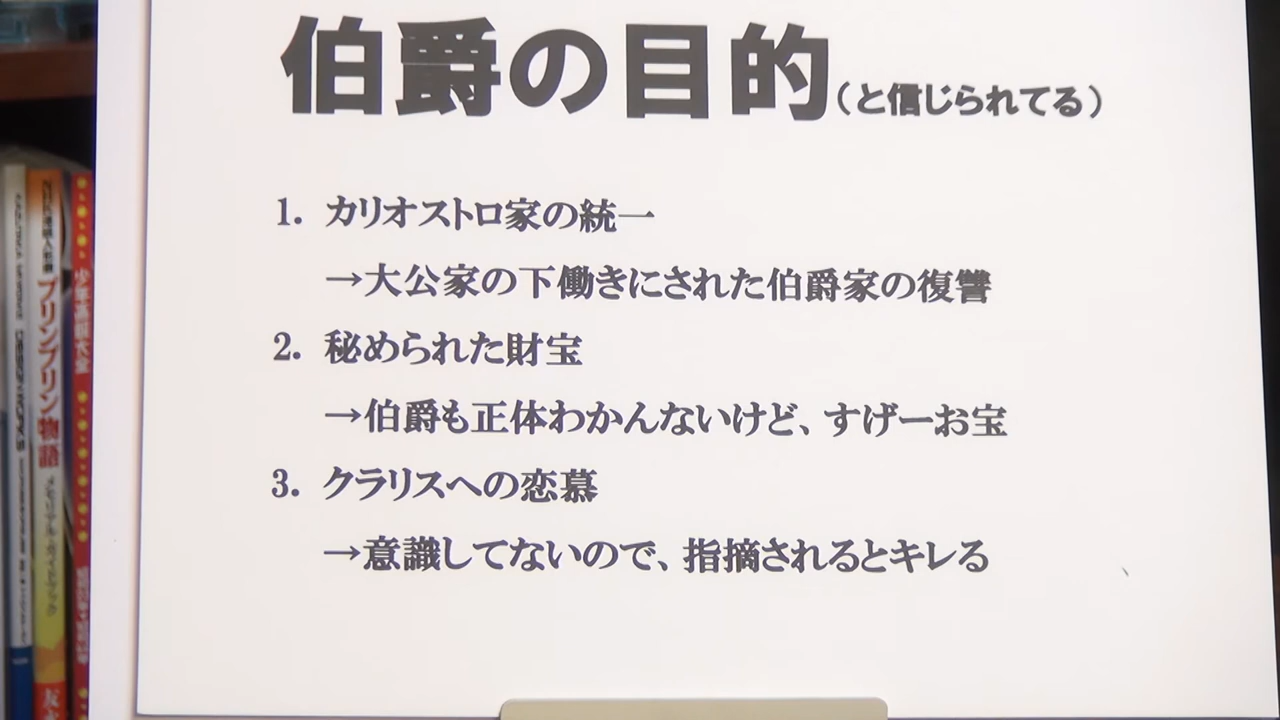 伯爵の目的(と信じられてる)
1. カリオストロ家の統一
→大公家の下働きにされた伯爵家の復讐
2. 秘められた財宝
→伯爵も正体わかんないけど、すげーお宝
3. クラリスへの恋慕
→意識してないので、指摘されるとキレる
プリンプリン物語